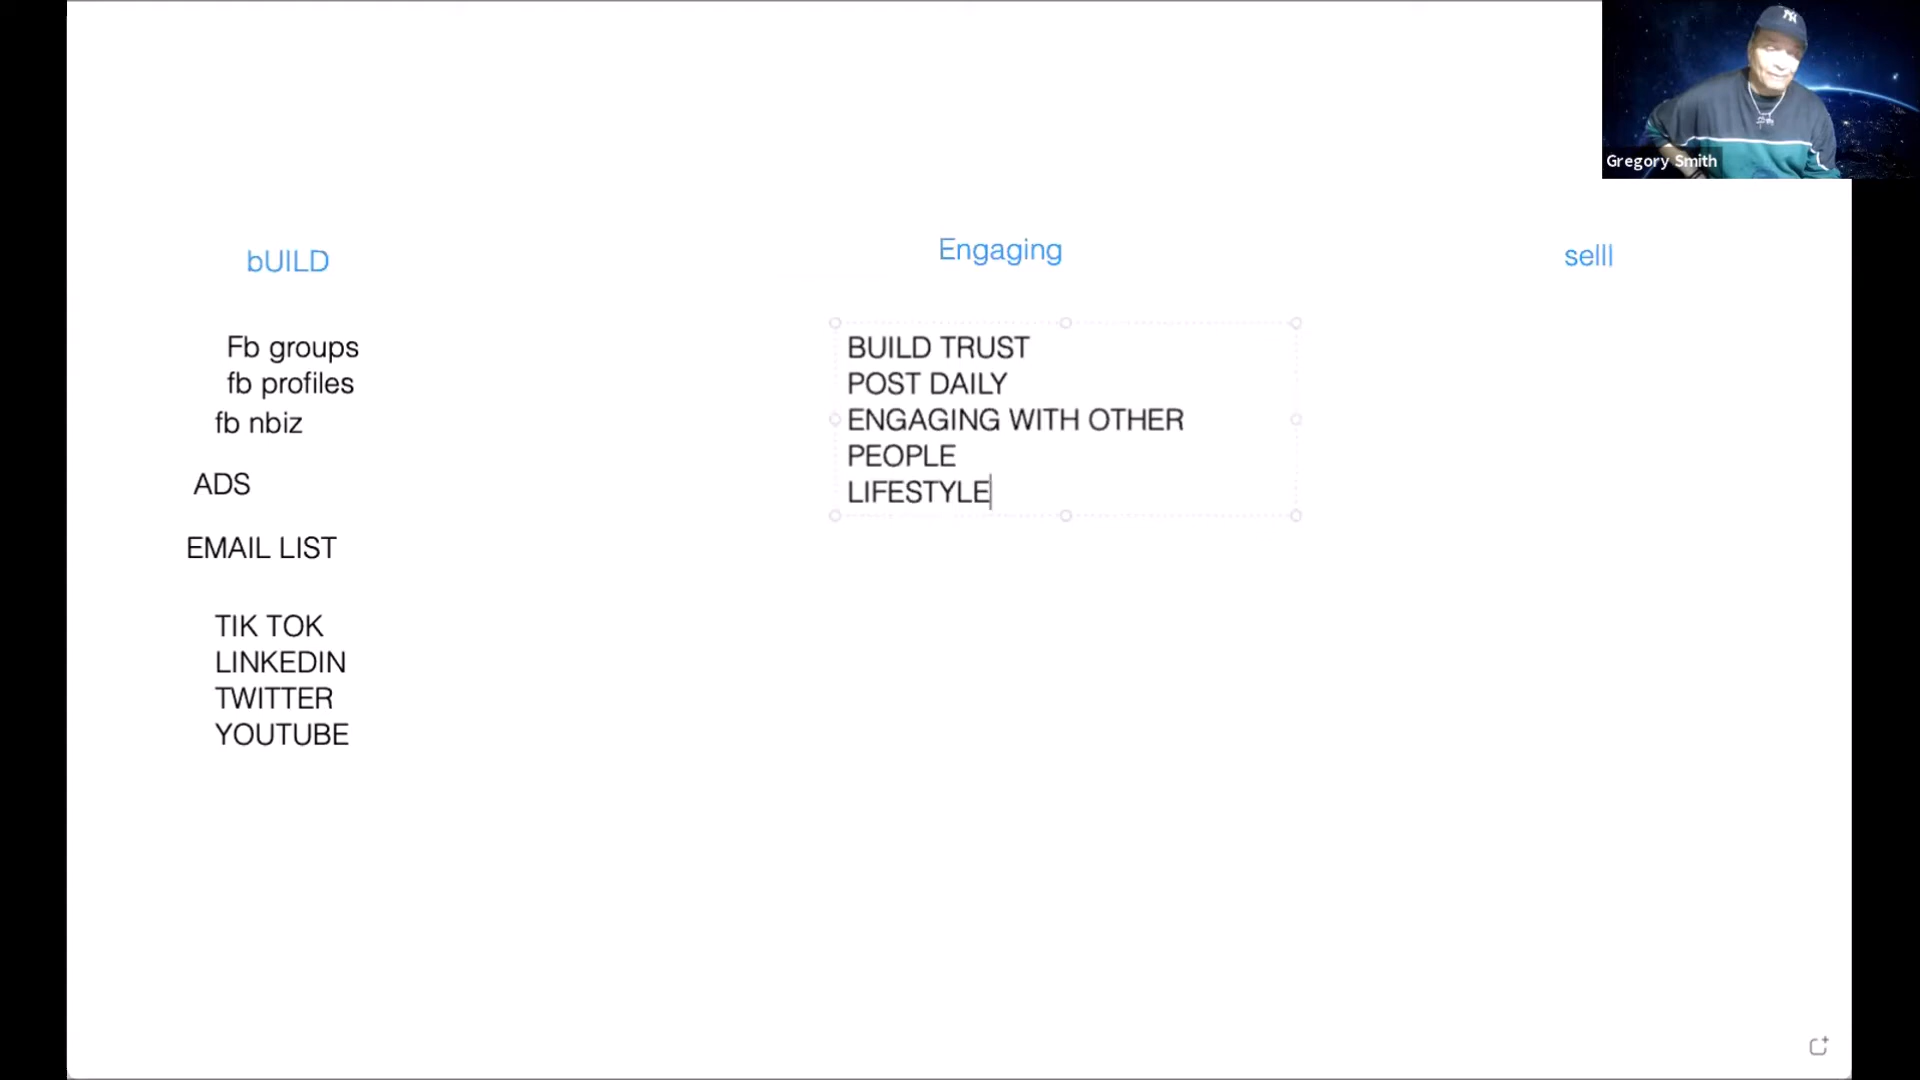 Gregory Smith
bUILD
Engaging
selll
Fb groups
fb profiles
fb nbiz
ADS
EMAIL LIST
TIK TOK
LINKEDIN
TWITTER
YOUTUBE
BUILD TRUST
POST DAILY
ENGAGING WITH OTHER
PEOPLE
LIFESTYLE